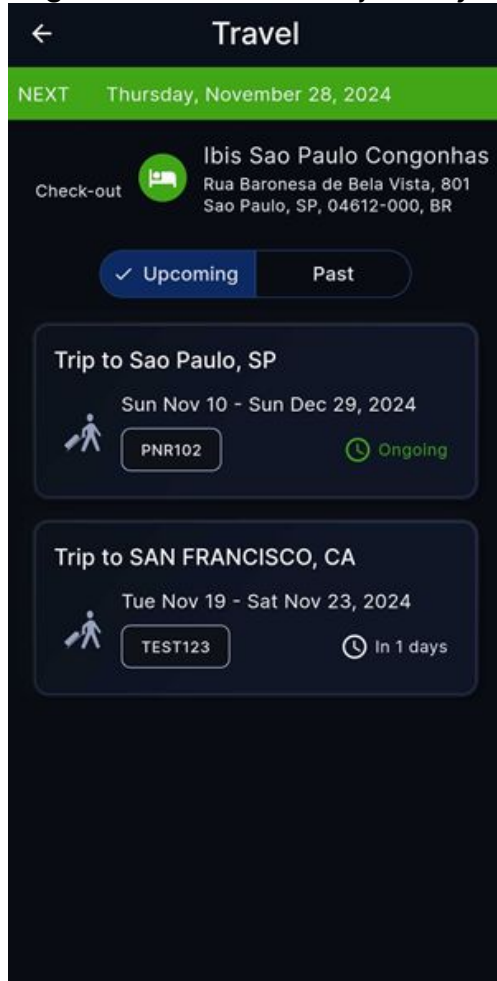 Travel
NEXT Thursday, November 28, 2024
Ibis Sao Paulo Congonhas
Check-out
Rua Baronesa de Bela Vista, 801
Sao Paulo, SP, 04612-000, BR
Upcoming Past
Trip to Sao Paulo, SP
Sun Nov 10 - Sun Dec 29, 2024
PNR102 Ongoing
Trip to SAN FRANCISCO, CA
Tue Nov 19 - Sat Nov 23, 2024
TEST123 In 1 days